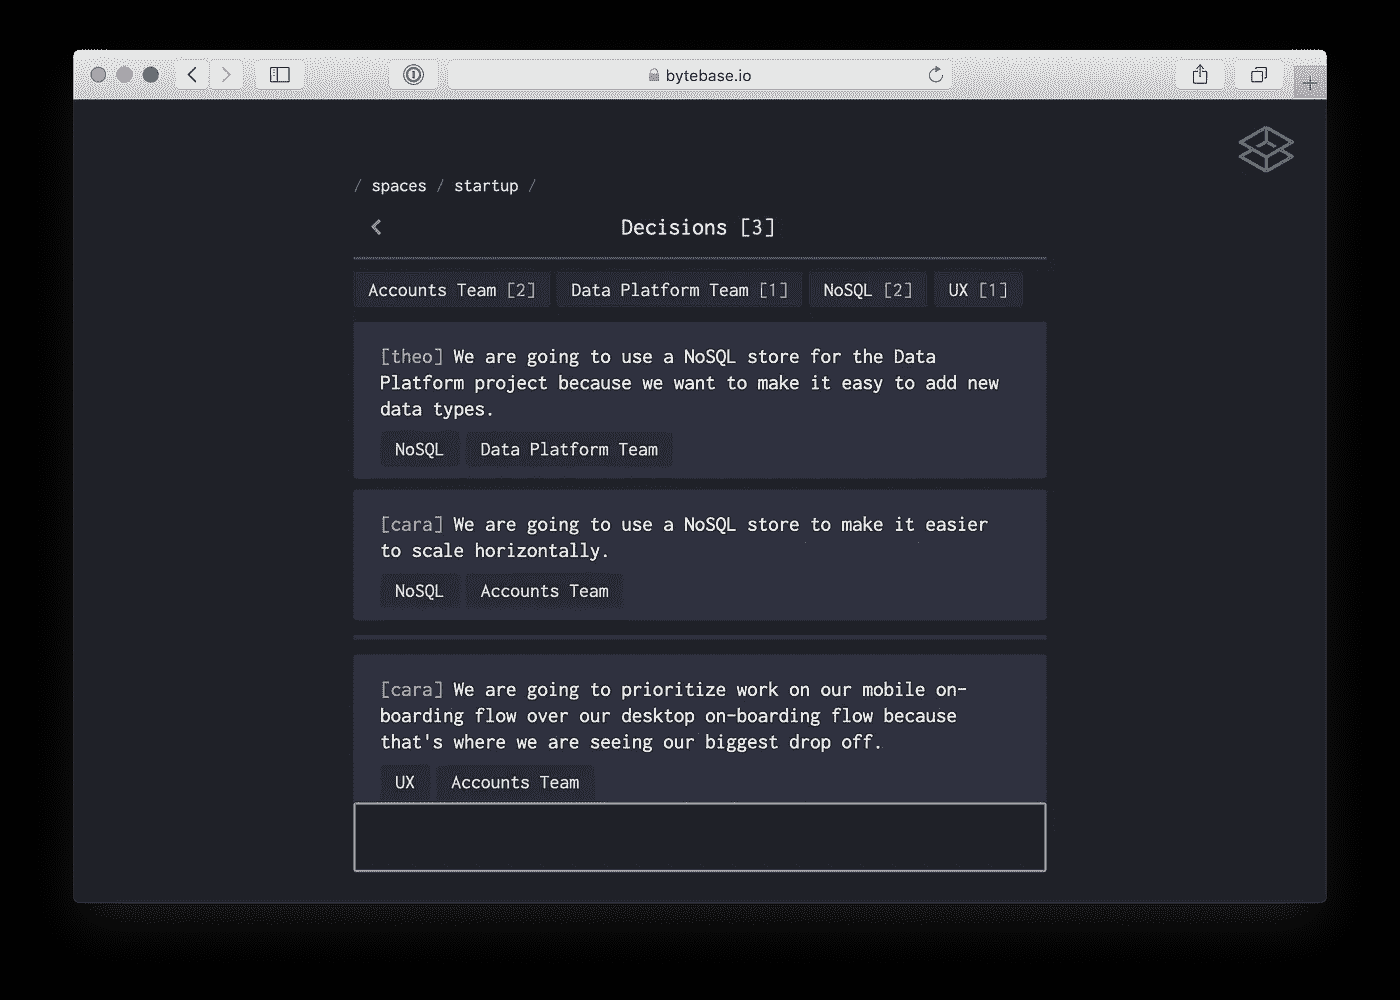 bytebase.io
/ spaces / startup /
Decisions [3]
Accounts Team [2] Data Platform Team [1] NoSQL [2] UX [1]
[theo] We are going to use a NoSQL store for the Data
Platform project because we want to make it easy to add new
data types.
NoSQL Data Platform Team
[cara] We are going to use a NoSQL store to make it easier
to scale horizontally.
NoSQL Accounts Team
[cara] We are going to prioritize work on our mobile on-
boarding flow over our desktop on-boarding flow because
that's where we are seeing our biggest drop off.
UX Accounts Team